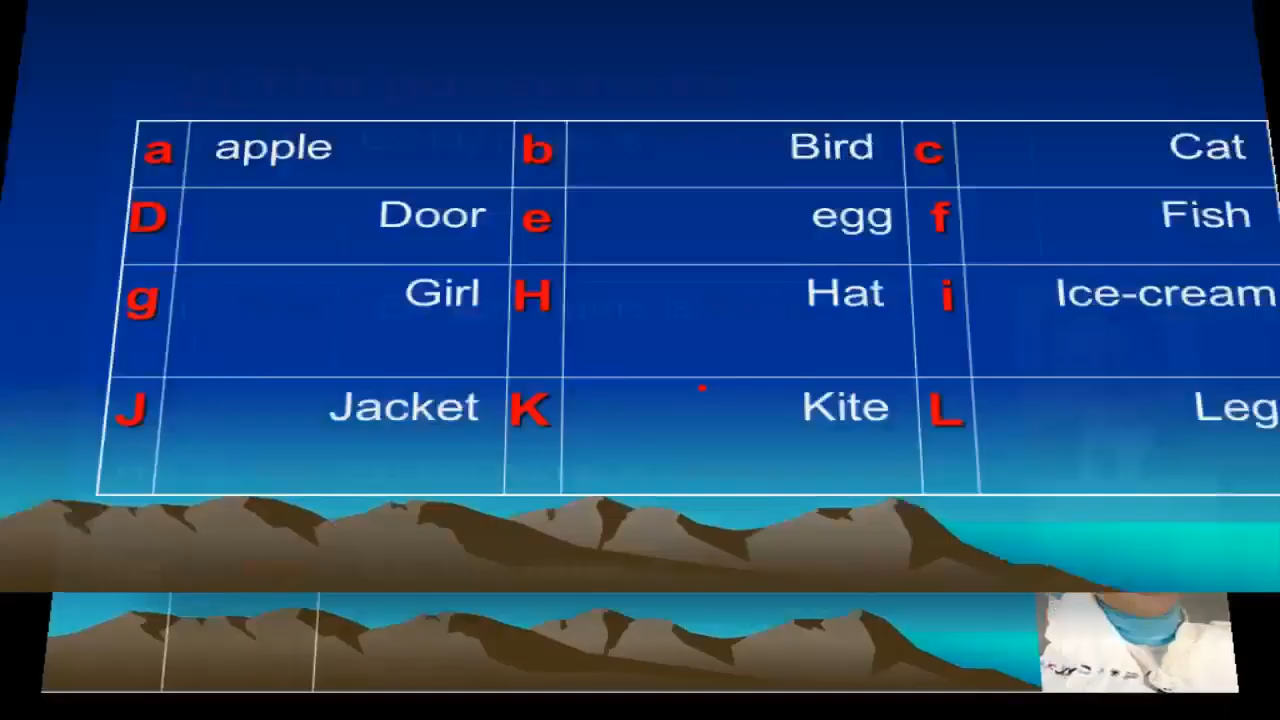 a apple b Bird c Cat
D Door e egg f Fish
g Girl H Hat i Ice-cream
J Jacket K Kite L Leg